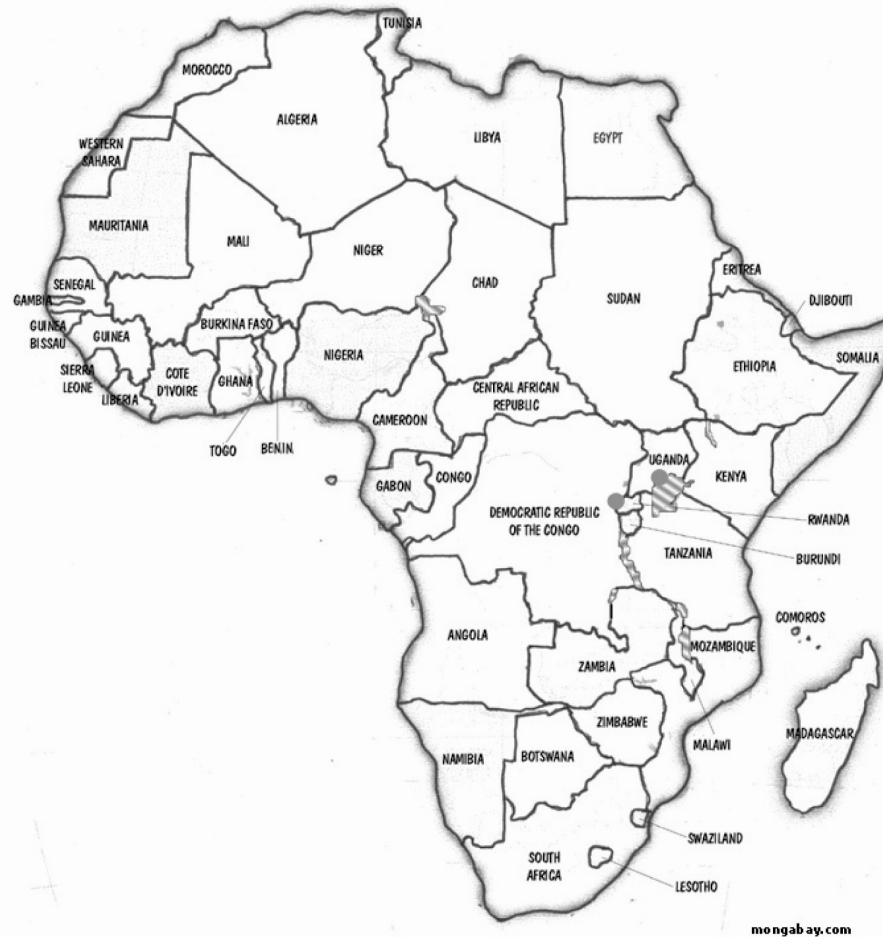 TUNISIA
MOROCCO
ALGERIA
LIBYA
EGYPT
WESTERN
SAHARA
MAURITANIA
MALI
NIGER
CHAD
SUDAN
ERITREA
DJIBOUTI
SENEGAL
GAMBIA
GUINEA
BISSAU
GUINEA
BURKINA FASO
NIGERIA
ETHIOPIA
SOMALIA
SIERRA
LEONE
LIBERIA
COTE
D'IVOIRE
GHANA
TOGO
BENIN
CENTRAL AFRICAN
REPUBLIC
CAMEROON
GABON
CONGO
UGANDA
KENYA
DEMOCRATIC REPUBLIC
OF THE CONGO
RWANDA
BURUNDI
TANZANIA
COMOROS
ANGOLA
ZAMBIA
MOZAMBIQUE
MALAWI
ZIMBABWE
MADAGASCAR
NAMIBIA
BOTSWANA
SWAZILAND
SOUTH
AFRICA
LESOTHO
mongabay.com